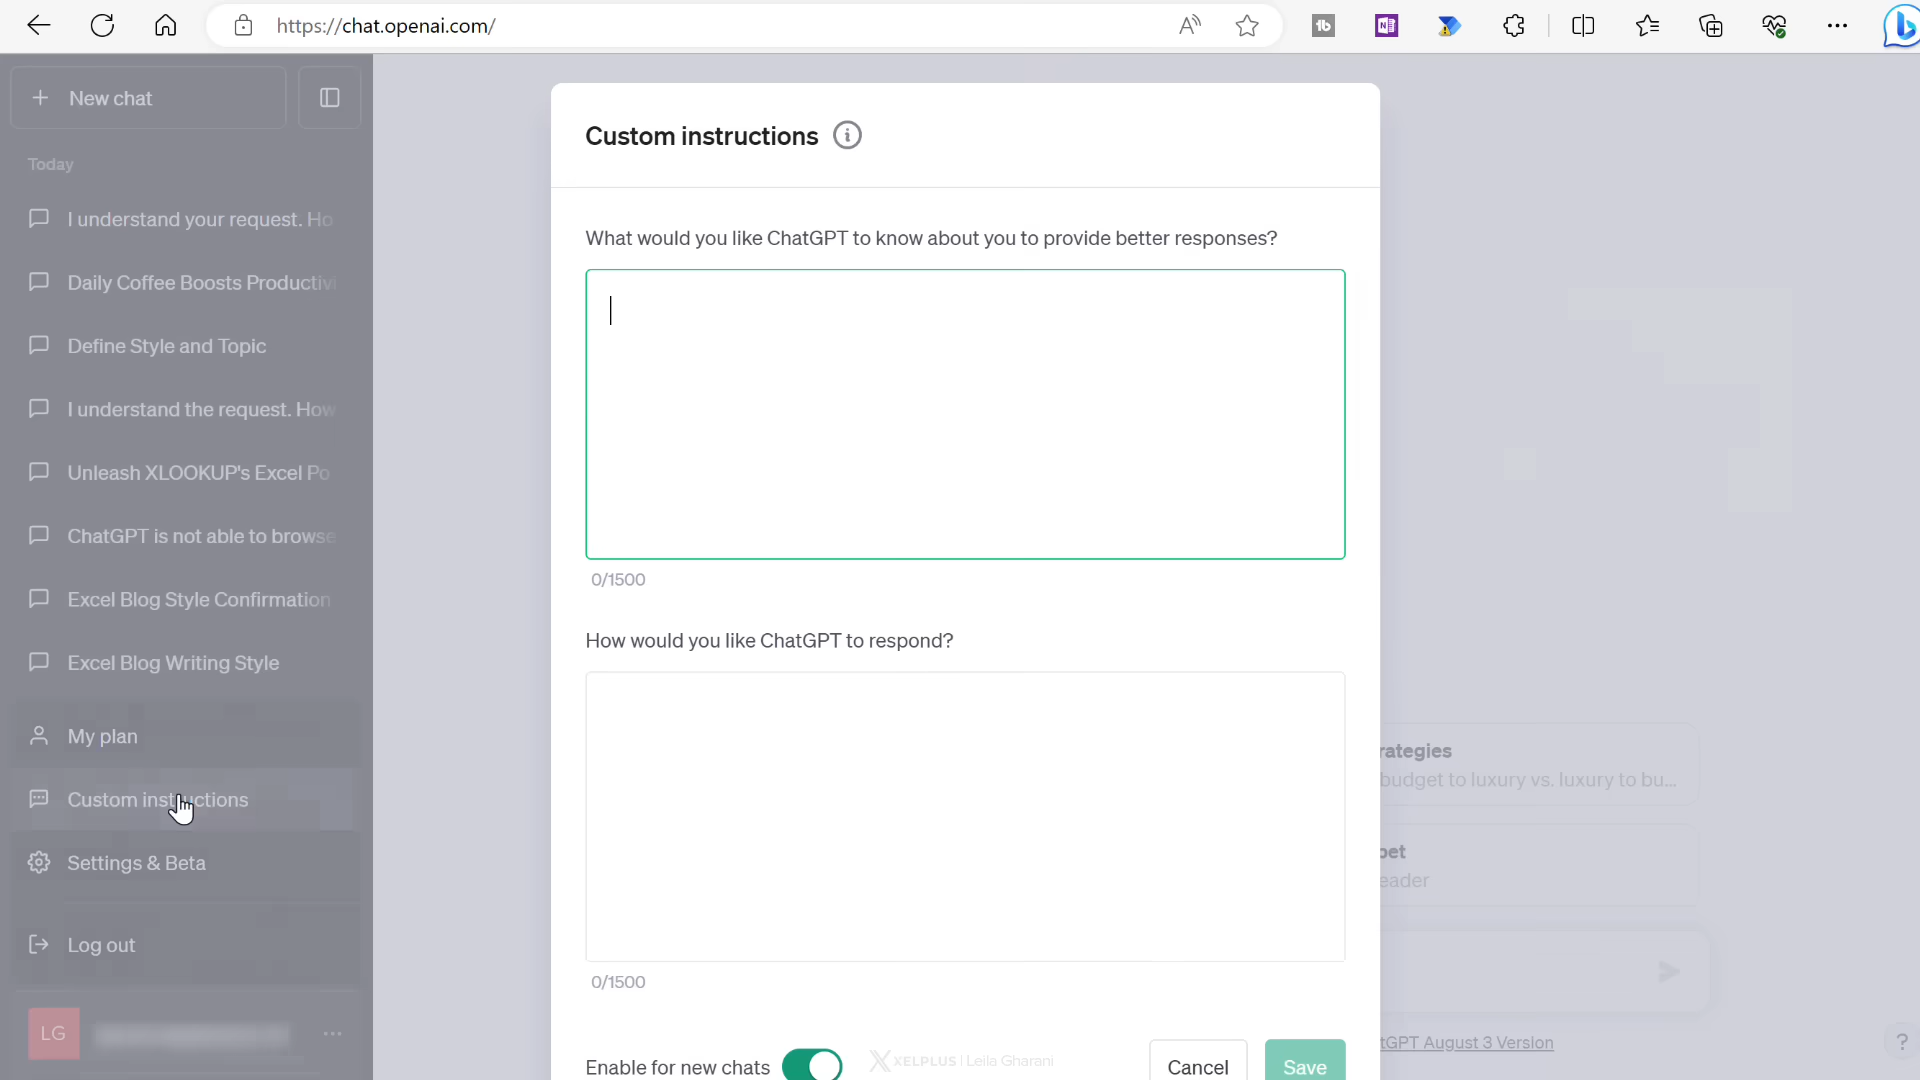 https://chat.openai.com/
New chat
Today
I understand your request. Ho
Daily Coffee Boosts Productivi
Define Style and Topic
I understand the request. How
Unleash XLOOKUP's Excel Po
ChatGPT is not able to browse
Excel Blog Style Confirmation
Excel Blog Writing Style
My plan
Custom instructions
Settings & Beta
Log out
LG
Custom instructions
What would you like ChatGPT to know about you to provide better responses?
0/1500
How would you like ChatGPT to respond?
0/1500
Enable for new chats
XELPLUS | Leila Gharani
Cancel
Save
rategies
budget to luxury vs. luxury to bu...
pet
eader
tGPT August 3 Version
?